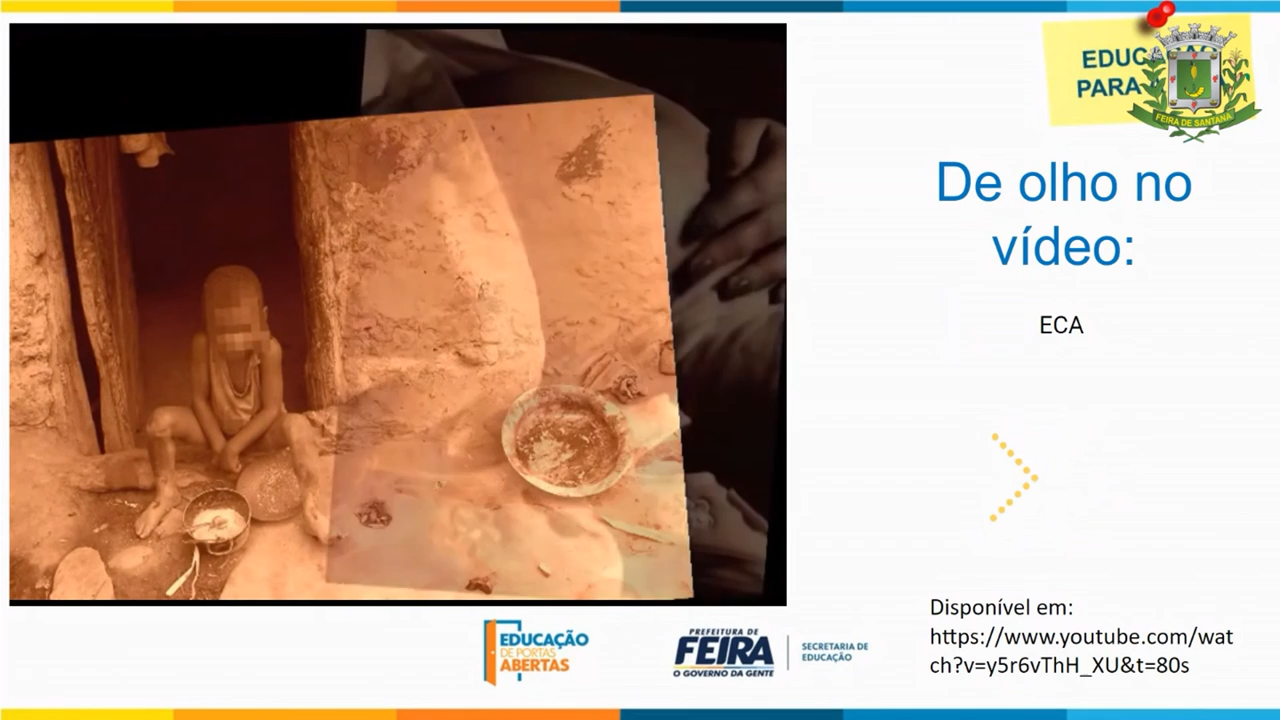 EDUC
PARA
FEIRA DE SANTANA
De olho no
vídeo:
ECA
Disponível em:
https://www.youtube.com/wat
ch?v=y5r6vThH_XU&t=80s
EDUCAÇÃO
DE PORTAS
ABERTAS
PREFEITURA DE
FEIRA
O GOVERNO DA GENTE
SECRETARIA DE
EDUCAÇÃO